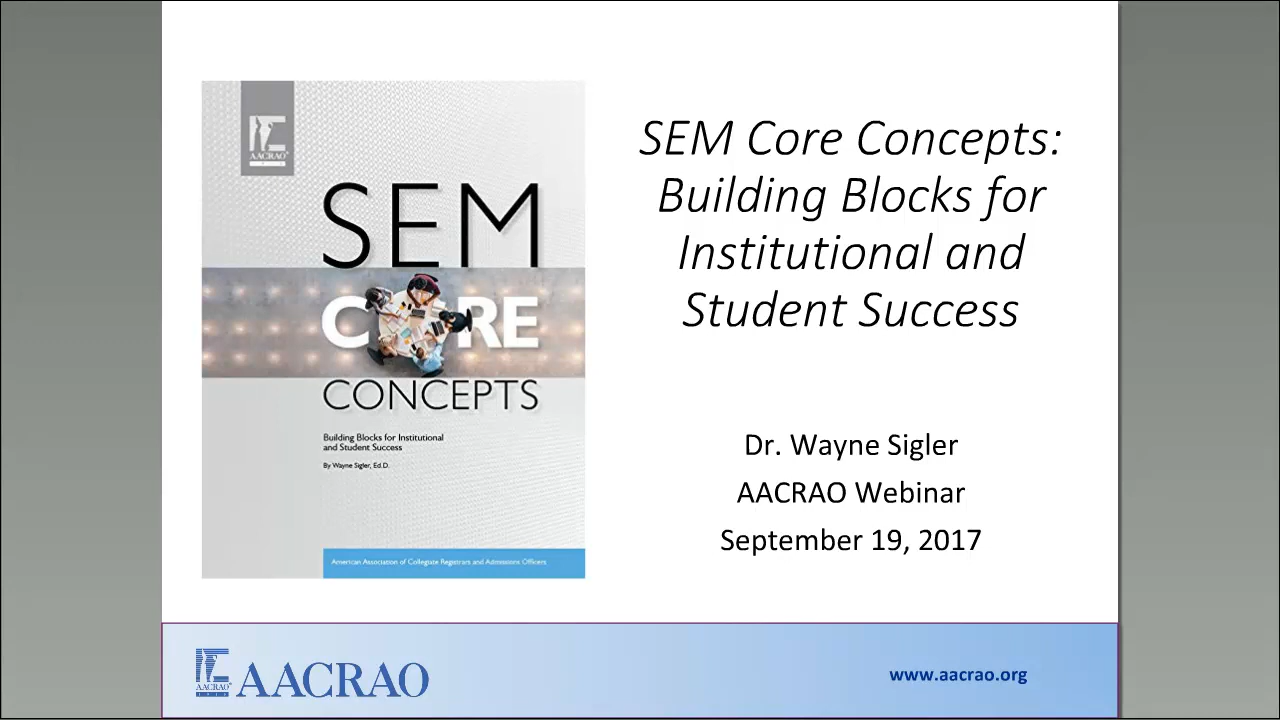 AACRAO
SEM
CORE
CONCEPTS
Building Blocks for Institutional
and Student Success
By Wayne Sigler, Ed.D.
American Association of Collegiate Registrars and Admissions Officers
SEM Core Concepts:
Building Blocks for
Institutional and
Student Success
Dr. Wayne Sigler
AACRAO Webinar
September 19, 2017
AACRAO
AACRAO
www.aacrao.org